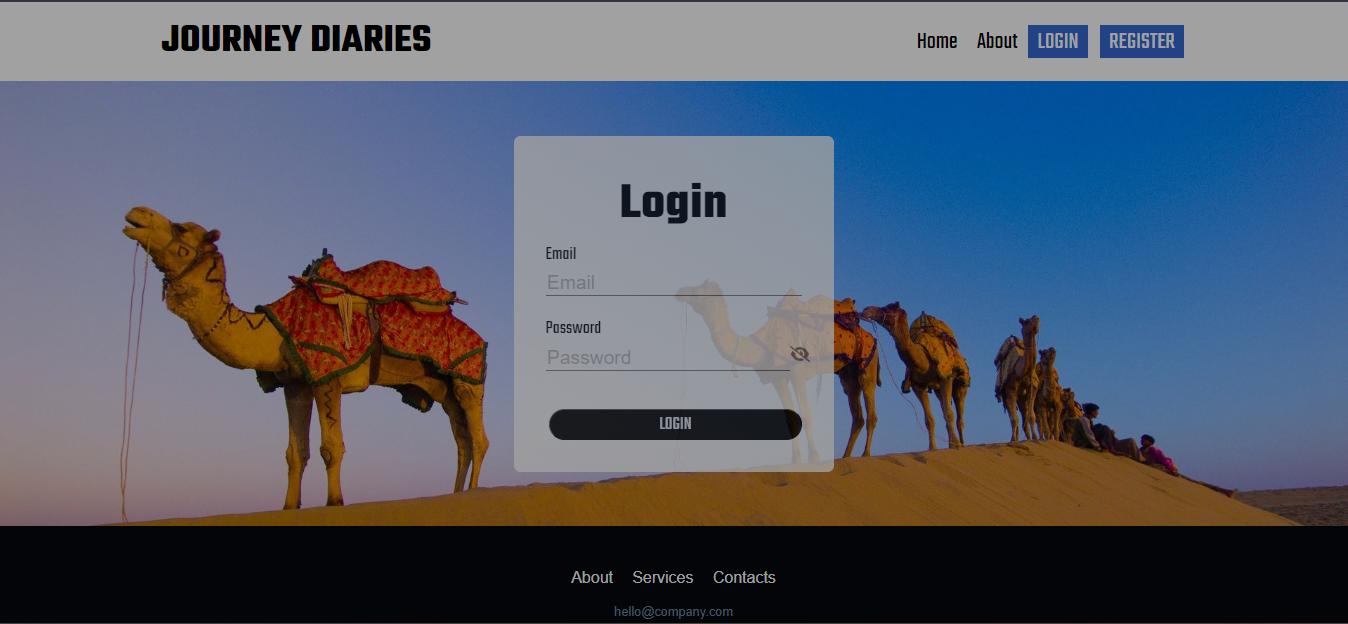 JOURNEY DIARIES
Home About LOGIN REGISTER
Login
Email
Email
Password
Password
LOGIN
About Services Contacts
hello@company.com